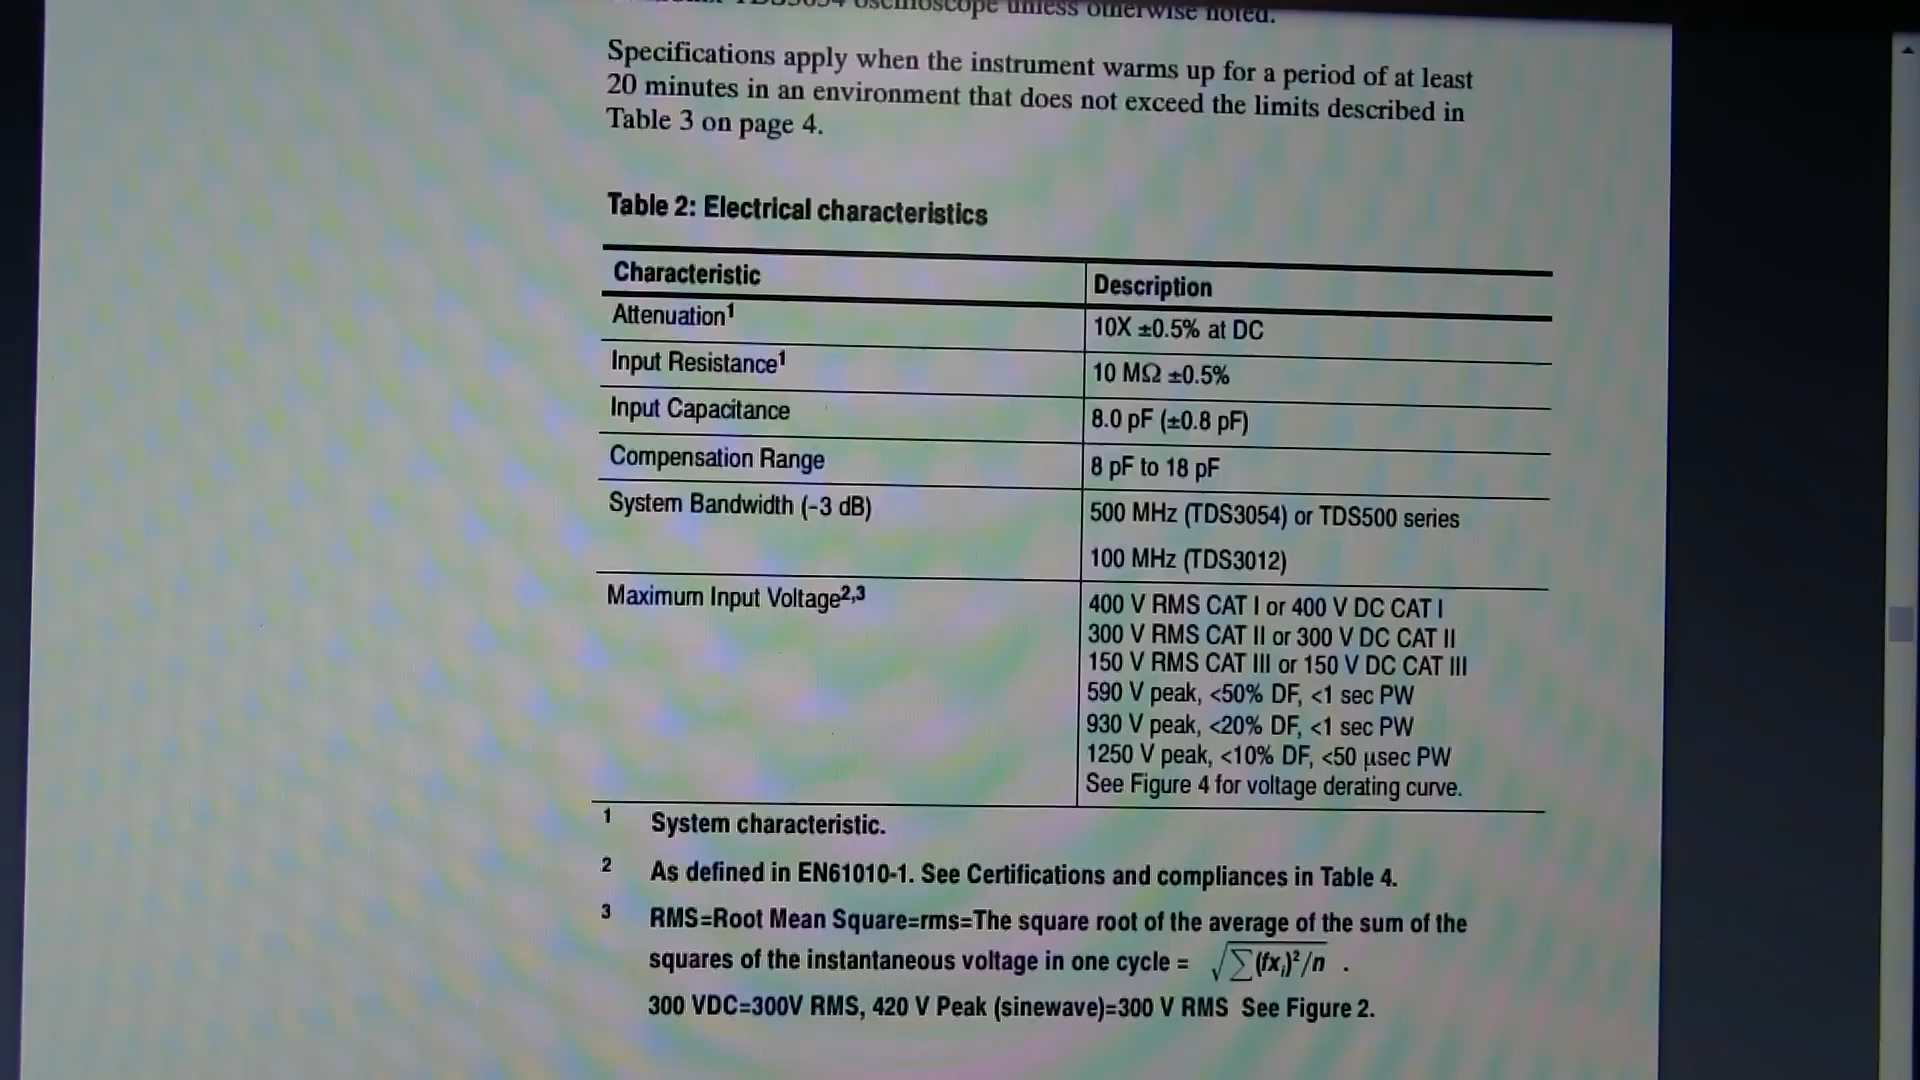 oscilloscope unless otherwise noted.
Specifications apply when the instrument warms up for a period of at least
20 minutes in an environment that does not exceed the limits described in
Table 3 on page 4.
Table 2: Electrical characteristics
Characteristic Description
Attenuation¹ 10X ±0.5% at DC
Input Resistance¹ 10 MΩ ±0.5%
Input Capacitance 8.0 pF (±0.8 pF)
Compensation Range 8 pF to 18 pF
System Bandwidth (-3 dB) 500 MHz (TDS3054) or TDS500 series
100 MHz (TDS3012)
Maximum Input Voltage²,³ 400 V RMS CAT I or 400 V DC CAT I
300 V RMS CAT II or 300 V DC CAT II
150 V RMS CAT III or 150 V DC CAT III
590 V peak, <50% DF, <1 sec PW
930 V peak, <20% DF, <1 sec PW
1250 V peak, <10% DF, <50 µsec PW
See Figure 4 for voltage derating curve.
1 System characteristic.
2 As defined in EN61010-1. See Certifications and compliances in Table 4.
3 RMS=Root Mean Square=rms=The square root of the average of the sum of the
squares of the instantaneous voltage in one cycle = √∑(fxᵢ)²/n .
300 VDC=300V RMS, 420 V Peak (sinewave)=300 V RMS See Figure 2.